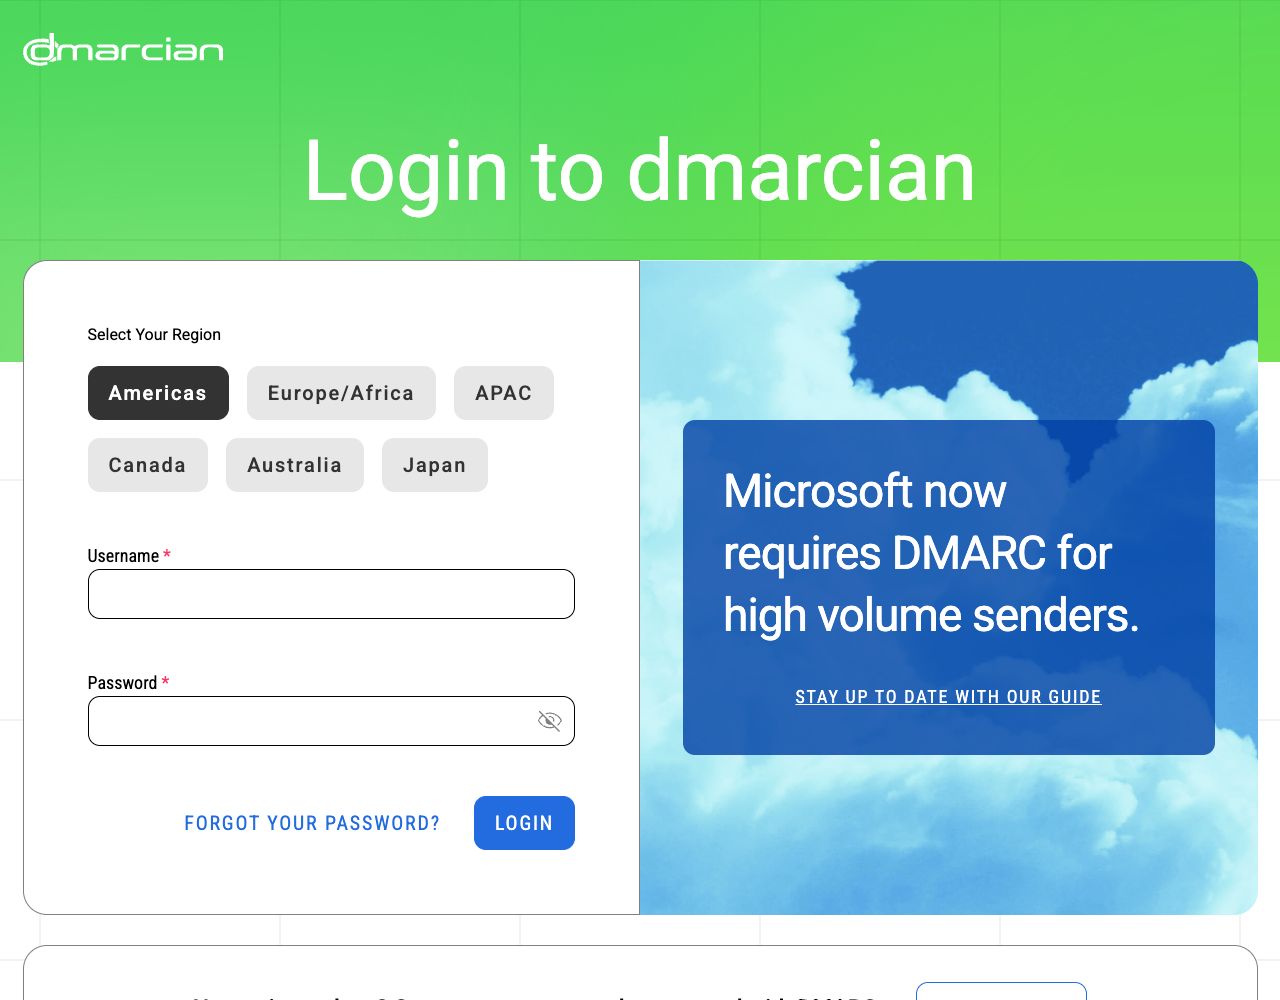 dmarcian
Login to dmarcian
Select Your Region
Americas
Europe/Africa
APAC
Canada
Australia
Japan
Username *
Password *
FORGOT YOUR PASSWORD?
LOGIN
Microsoft now
requires DMARC for
high volume senders.
STAY UP TO DATE WITH OUR GUIDE